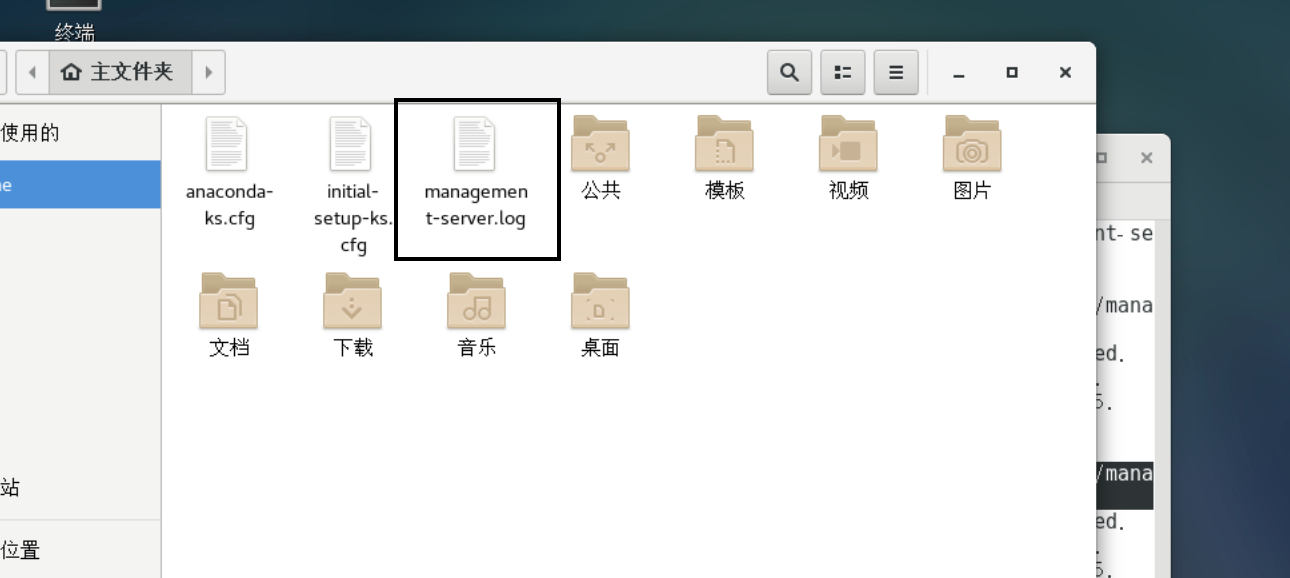 终端
主文件夹
使用的
anaconda-
ks.cfg
initial-
setup-ks.
cfg
managemen
t-server.log
公共
模板
视频
图片
文档
下载
音乐
桌面
站
位置
nt-se
/mana
ed.
5.
/mana
ed.
5.